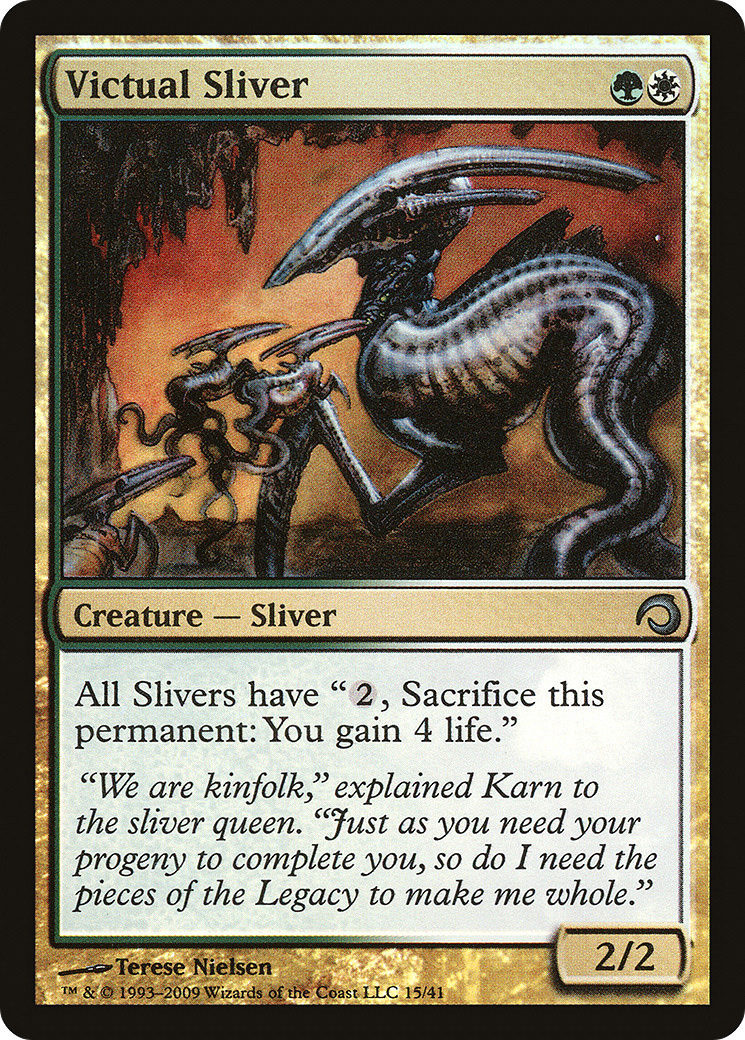 Victual Sliver
Creature — Sliver
All Slivers have “2, Sacrifice this
permanent: You gain 4 life.”
“We are kinfolk,” explained Karn to
the sliver queen. “Just as you need your
progeny to complete you, so do I need the
pieces of the Legacy to make me whole.”
2/2
Terese Nielsen
™ & © 1993–2009 Wizards of the Coast LLC 15/41